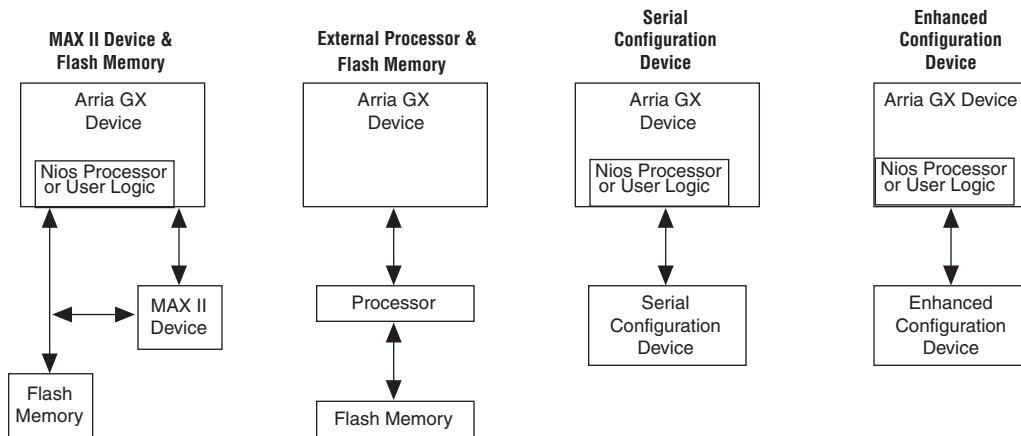 MAX II Device &
Flash Memory
Arria GX
Device
Nios Processor
or User Logic
MAX II
Device
Flash
Memory
External Processor &
Flash Memory
Arria GX
Device
Processor
Flash Memory
Serial
Configuration
Device
Arria GX
Device
Nios Processor
or User Logic
Serial
Configuration
Device
Enhanced
Configuration
Device
Arria GX Device
Nios Processor
or User Logic
Enhanced
Configuration
Device